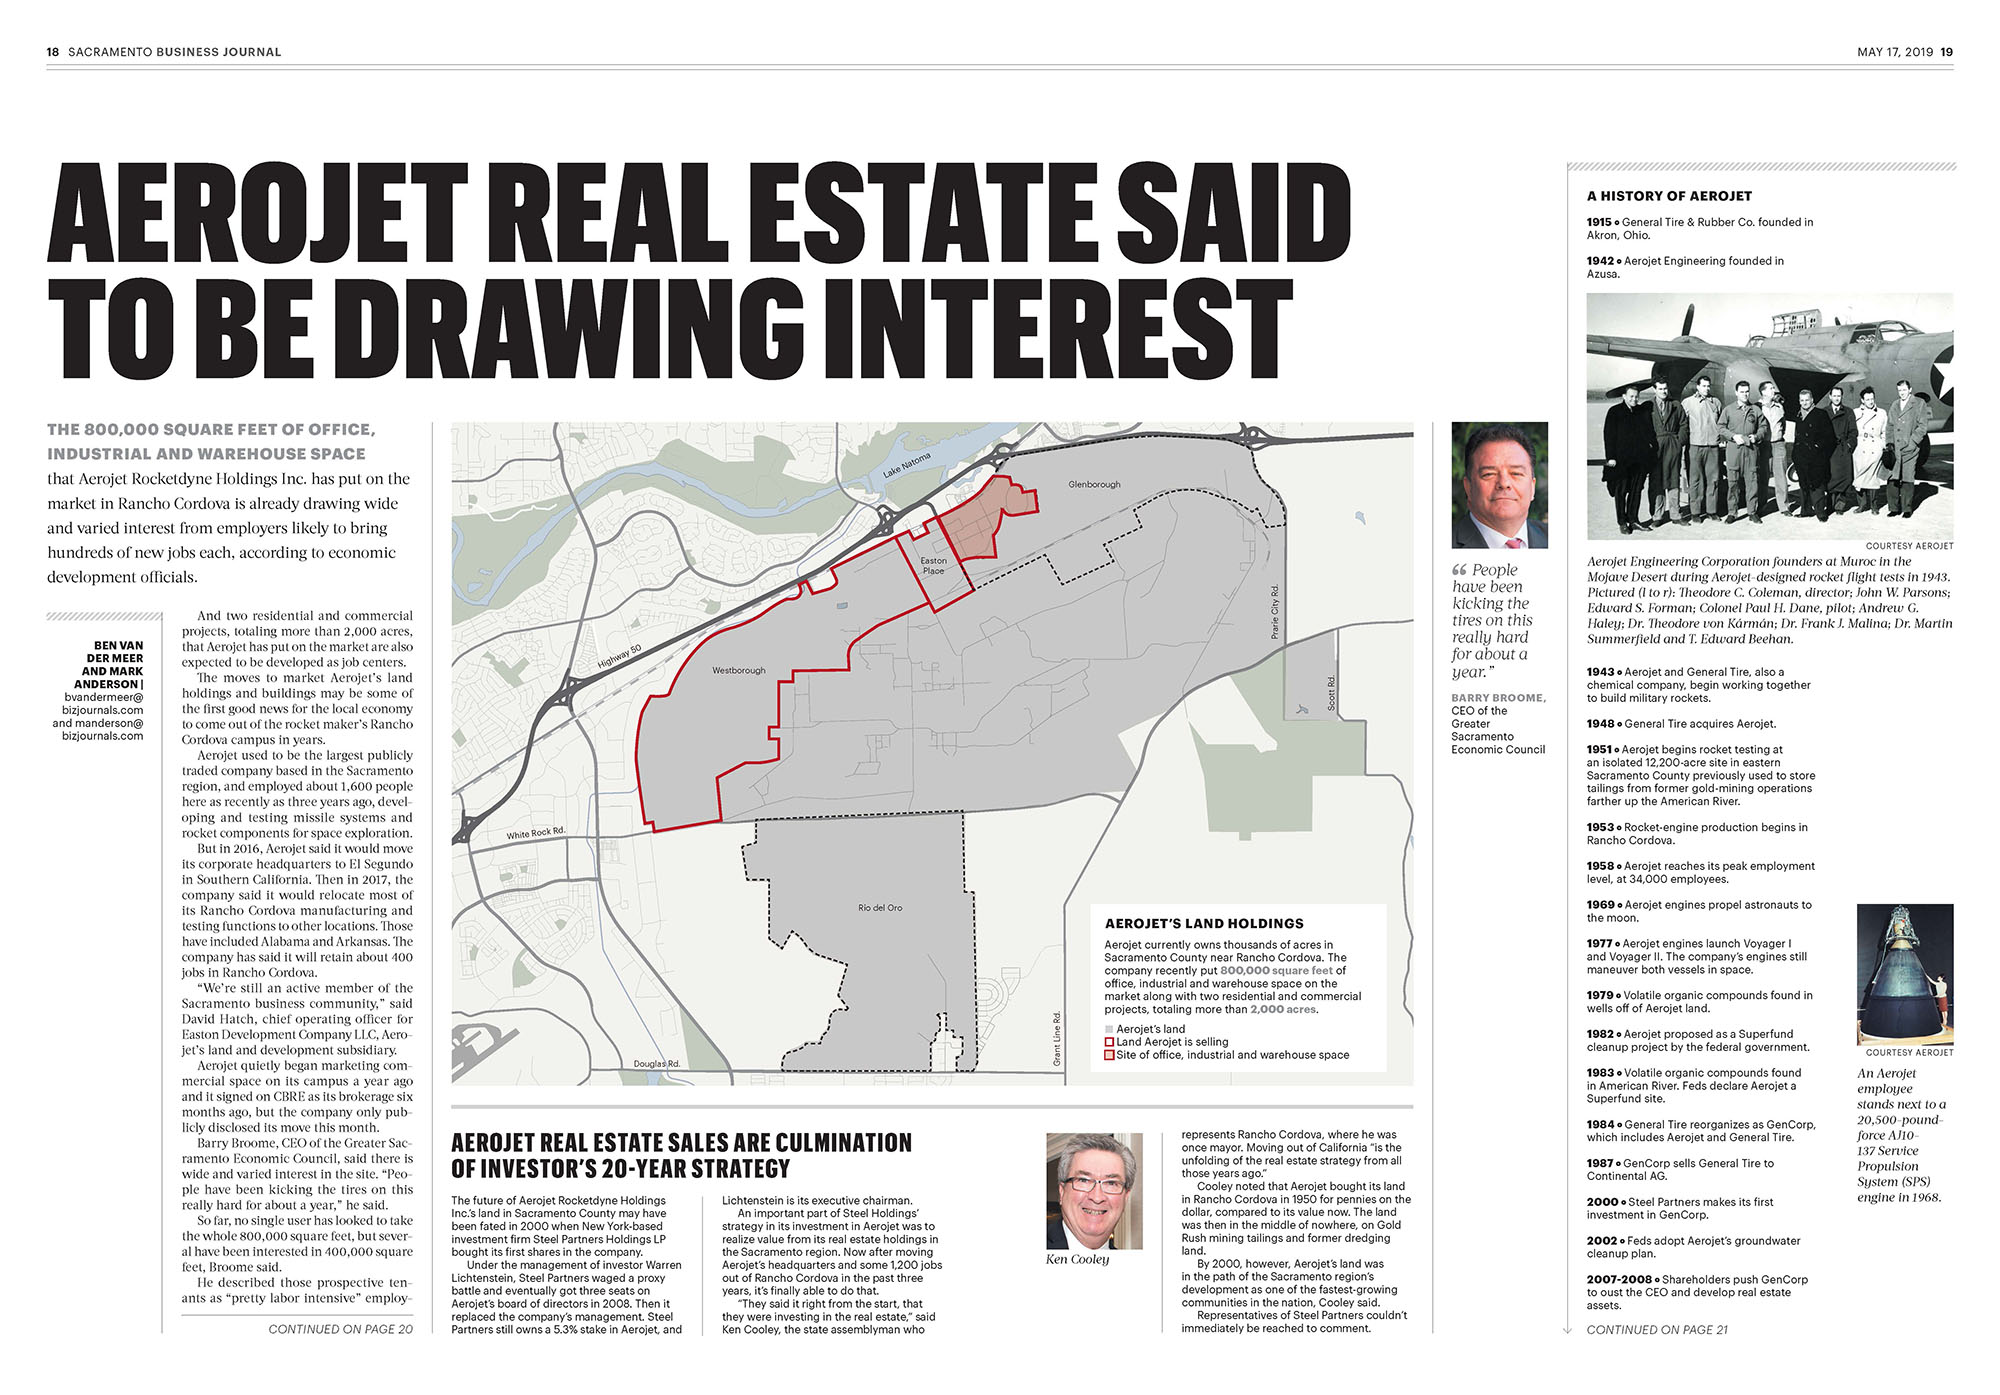 18 SACRAMENTO BUSINESS JOURNAL
MAY 17, 2019 19
AEROJET REAL ESTATE SAID
TO BE DRAWING INTEREST
THE 800,000 SQUARE FEET OF OFFICE,
INDUSTRIAL AND WAREHOUSE SPACE
that Aerojet Rocketdyne Holdings Inc. has put on the
market in Rancho Cordova is already drawing wide
and varied interest from employers likely to bring
hundreds of new jobs each, according to economic
development officials.
BEN VAN
DER MEER
AND MARK
ANDERSON |
bvandermeer@
bizjournals.com
and manderson@
bizjournals.com
And two residential and commercial
projects, totaling more than 2,000 acres,
that Aerojet has put on the market are also
expected to be developed as job centers.
The moves to market Aerojet's land
holdings and buildings may be some of
the first good news for the local economy
to come out of the rocket maker's Rancho
Cordova campus in years.
Aerojet used to be the largest publicly
traded company based in the Sacramento
region, and employed about 1,600 people
here as recently as three years ago, devel-
oping and testing missile systems and
rocket components for space exploration.
But in 2016, Aerojet said it would move
its corporate headquarters to El Segundo
in Southern California. Then in 2017, the
company said it would relocate most of
its Rancho Cordova manufacturing and
testing functions to other locations. Those
have included Alabama and Arkansas. The
company has said it will retain about 400
jobs in Rancho Cordova.
"We're still an active member of the
Sacramento business community," said
David Hatch, chief operating officer for
Easton Development Company LLC, Aero-
jet's land and development subsidiary.
Aerojet quietly began marketing com-
mercial space on its campus a year ago
and it signed on CBRE as its brokerage six
months ago, but the company only pub-
licly disclosed its move this month.
Barry Broome, CEO of the Greater Sac-
ramento Economic Council, said there is
wide and varied interest in the site. "Peo-
ple have been kicking the tires on this
really hard for about a year," he said.
So far, no single user has looked to take
the whole 800,000 square feet, but sever-
al have been interested in 400,000 square
feet, Broome said.
He described those prospective ten-
ants as "pretty labor intensive" employ-
CONTINUED ON PAGE 20
Lake Natoma
Glenborough
Easton
Place
Highway 50
Westborough
Prarie City Rd.
Scott Rd.
White Rock Rd.
Rio del Oro
Grant Line Rd.
Douglas Rd.
AEROJET'S LAND HOLDINGS
Aerojet currently owns thousands of acres in
Sacramento County near Rancho Cordova. The
company recently put 800,000 square feet of
office, industrial and warehouse space on the
market along with two residential and commercial
projects, totaling more than 2,000 acres.
Aerojet's land
Land Aerojet is selling
Site of office, industrial and warehouse space
AEROJET REAL ESTATE SALES ARE CULMINATION
OF INVESTOR'S 20-YEAR STRATEGY
The future of Aerojet Rocketdyne Holdings
Inc.'s land in Sacramento County may have
been fated in 2000 when New York-based
investment firm Steel Partners Holdings LP
bought its first shares in the company.
Under the management of investor Warren
Lichtenstein, Steel Partners waged a proxy
battle and eventually got three seats on
Aerojet's board of directors in 2008. Then it
replaced the company's management. Steel
Partners still owns a 5.3% stake in Aerojet, and
Lichtenstein is its executive chairman.
An important part of Steel Holdings'
strategy in its investment in Aerojet was to
realize value from its real estate holdings in
the Sacramento region. Now after moving
Aerojet's headquarters and some 1,200 jobs
out of Rancho Cordova in the past three
years, it's finally able to do that.
"They said it right from the start, that
they were investing in the real estate," said
Ken Cooley, the state assemblyman who
Ken Cooley
represents Rancho Cordova, where he was
once mayor. Moving out of California "is the
unfolding of the real estate strategy from all
those years ago."
Cooley noted that Aerojet bought its land
in Rancho Cordova in 1950 for pennies on the
dollar, compared to its value now. The land
was then in the middle of nowhere, on Gold
Rush mining tailings and former dredging
land.
By 2000, however, Aerojet's land was
in the path of the Sacramento region's
development as one of the fastest-growing
communities in the nation, Cooley said.
Representatives of Steel Partners couldn't
immediately be reached to comment.
“ People
have been
kicking the
tires on this
really hard
for about a
year.”
BARRY BROOME,
CEO of the
Greater
Sacramento
Economic Council
A HISTORY OF AEROJET
1915 General Tire & Rubber Co. founded in
Akron, Ohio.
1942 Aerojet Engineering founded in
Azusa.
COURTESY AEROJET
Aerojet Engineering Corporation founders at Muroc in the
Mojave Desert during Aerojet-designed rocket flight tests in 1943.
Pictured (l to r): Theodore C. Coleman, director; John W. Parsons;
Edward S. Forman; Colonel Paul H. Dane, pilot; Andrew G.
Haley; Dr. Theodore von Kármán; Dr. Frank J. Malina; Dr. Martin
Summerfield and T. Edward Beehan.
1943 Aerojet and General Tire, also a
chemical company, begin working together
to build military rockets.
1948 General Tire acquires Aerojet.
1951 Aerojet begins rocket testing at
an isolated 12,200-acre site in eastern
Sacramento County previously used to store
tailings from former gold-mining operations
farther up the American River.
1953 Rocket-engine production begins in
Rancho Cordova.
1958 Aerojet reaches its peak employment
level, at 34,000 employees.
1969 Aerojet engines propel astronauts to
the moon.
1977 Aerojet engines launch Voyager I
and Voyager II. The company's engines still
maneuver both vessels in space.
1979 Volatile organic compounds found in
wells off of Aerojet land.
1982 Aerojet proposed as a Superfund
cleanup project by the federal government.
1983 Volatile organic compounds found
in American River. Feds declare Aerojet a
Superfund site.
1984 General Tire reorganizes as GenCorp,
which includes Aerojet and General Tire.
1987 GenCorp sells General Tire to
Continental AG.
2000 Steel Partners makes its first
investment in GenCorp.
2002 Feds adopt Aerojet's groundwater
cleanup plan.
2007-2008 Shareholders push GenCorp
to oust the CEO and develop real estate
assets.
CONTINUED ON PAGE 21
COURTESY AEROJET
An Aerojet
employee
stands next to a
20,500-pound-
force AJ10-
137 Service
Propulsion
System (SPS)
engine in 1968.